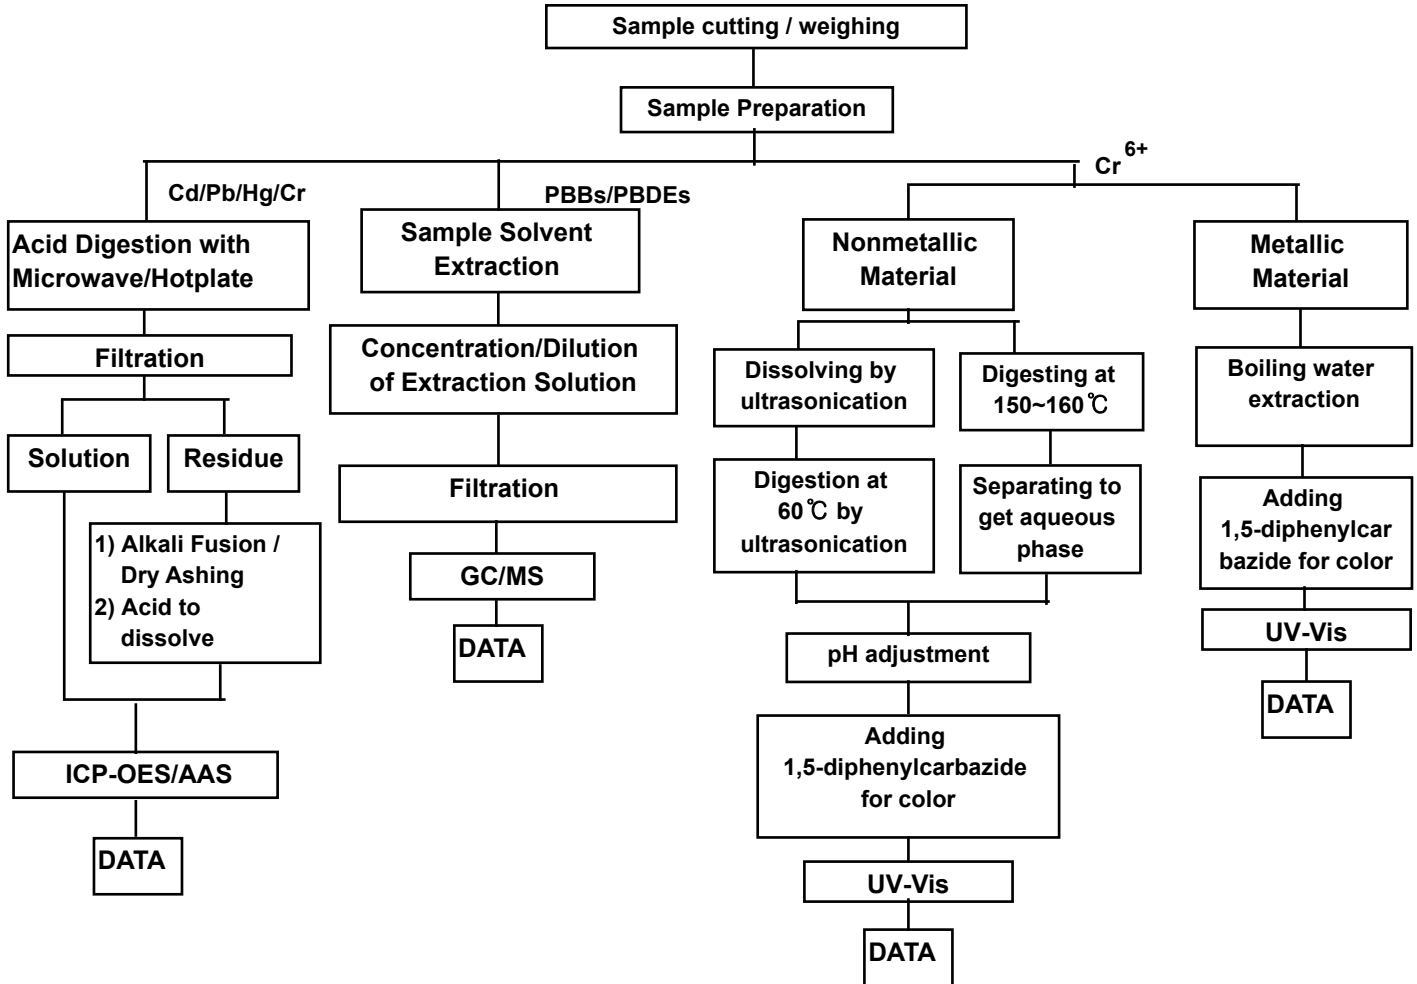 Sample cutting / weighing
Sample Preparation
Cd/Pb/Hg/Cr
PBBs/PBDEs
Cr 6+
Acid Digestion with
Microwave/Hotplate
Filtration
Solution
Residue
1) Alkali Fusion /
Dry Ashing
2) Acid to
dissolve
ICP-OES/AAS
DATA
Sample Solvent
Extraction
Concentration/Dilution
of Extraction Solution
Filtration
GC/MS
DATA
Nonmetallic
Material
Dissolving by
ultrasonication
Digestion at
60℃ by
ultrasonication
Digesting at
150~160℃
Separating to
get aqueous
phase
pH adjustment
Adding
1,5-diphenylcarbazide
for color
UV-Vis
DATA
Metallic
Material
Boiling water
extraction
Adding
1,5-diphenylcar
bazide for color
UV-Vis
DATA